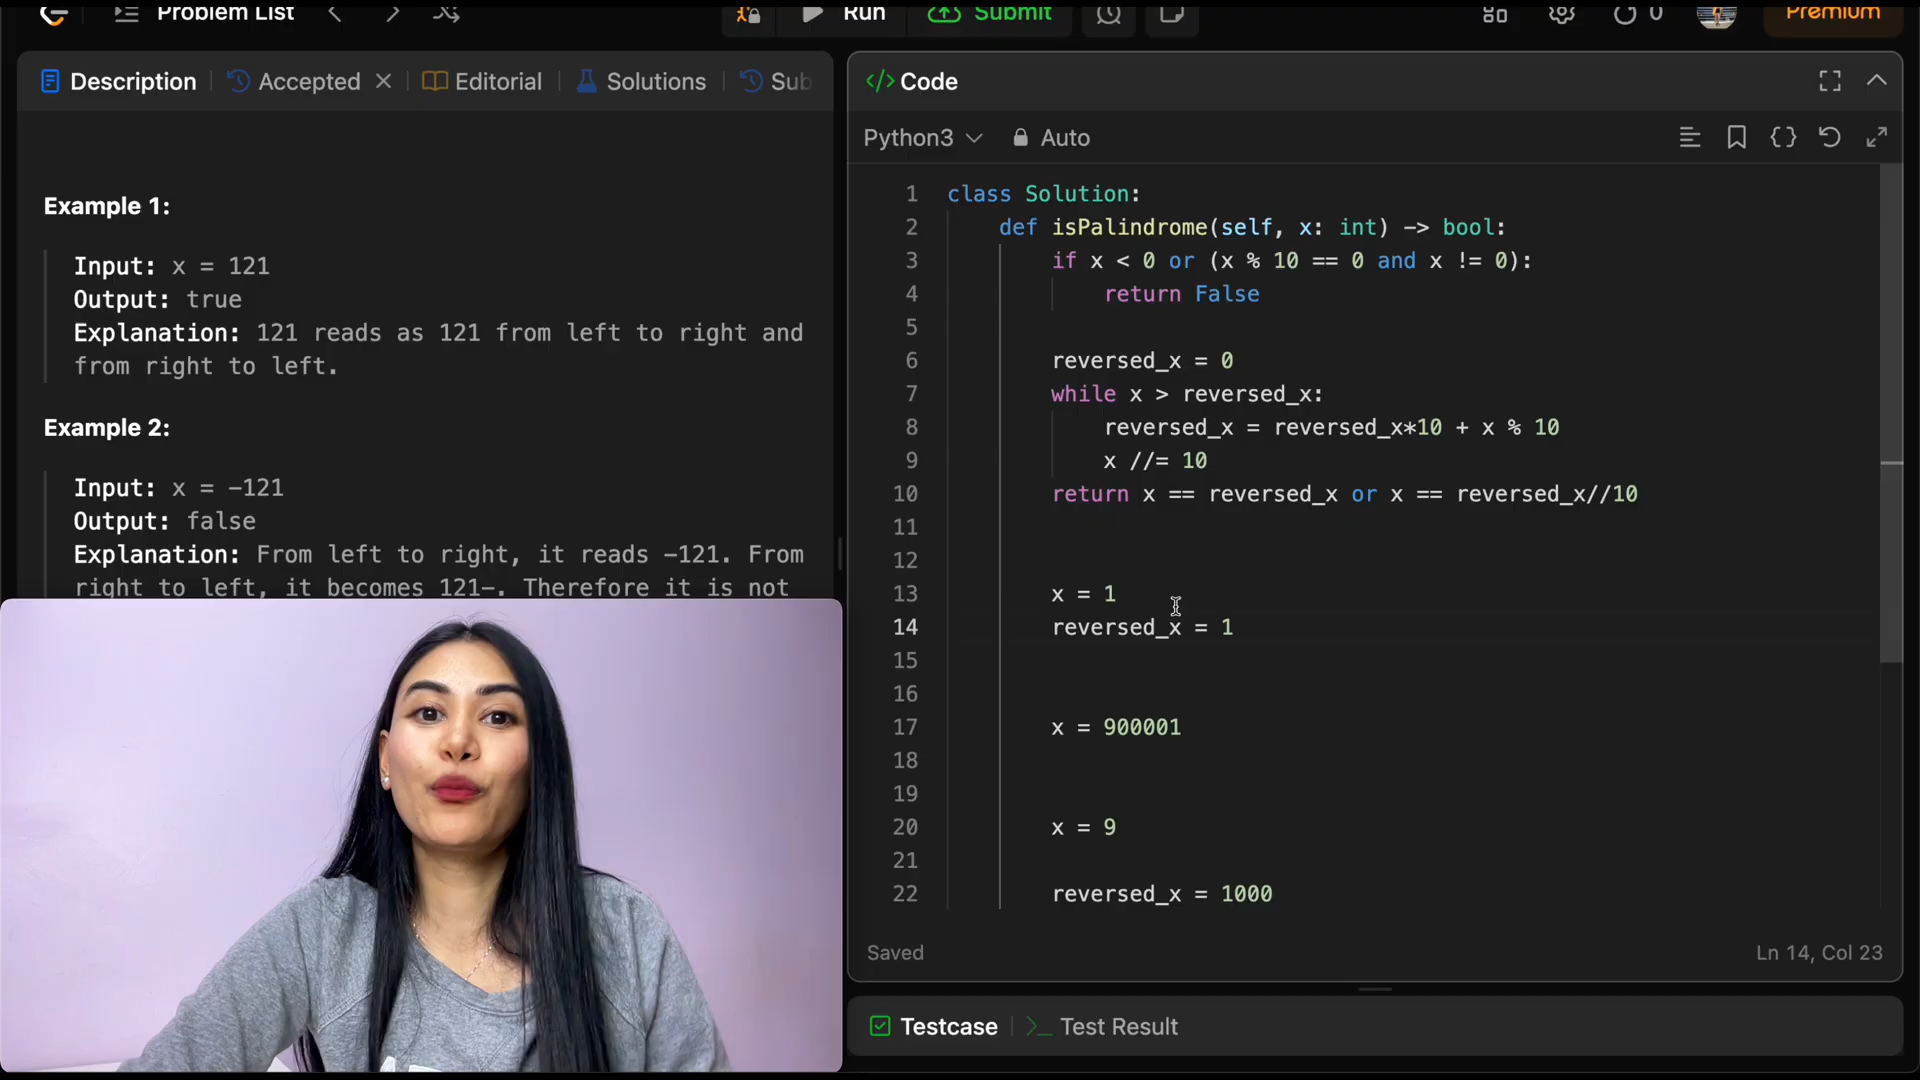 Problem List
Run
Submit
0
Premium
Description
Accepted
Editorial
Solutions
Sub
Example 1:
Input: x = 121
Output: true
Explanation: 121 reads as 121 from left to right and
from right to left.
Example 2:
Input: x = -121
Output: false
Explanation: From left to right, it reads -121. From
right to left, it becomes 121-. Therefore it is not
</> Code
Python3
Auto
1 class Solution:
2 def isPalindrome(self, x: int) -> bool:
3 if x < 0 or (x % 10 == 0 and x != 0):
4 return False
5
6 reversed_x = 0
7 while x > reversed_x:
8 reversed_x = reversed_x*10 + x % 10
9 x //= 10
10 return x == reversed_x or x == reversed_x//10
11
12
13 x = 1
14 reversed_x = 1
15
16
17 x = 900001
18
19
20 x = 9
21
22 reversed_x = 1000
Saved
Ln 14, Col 23
Testcase
>_ Test Result